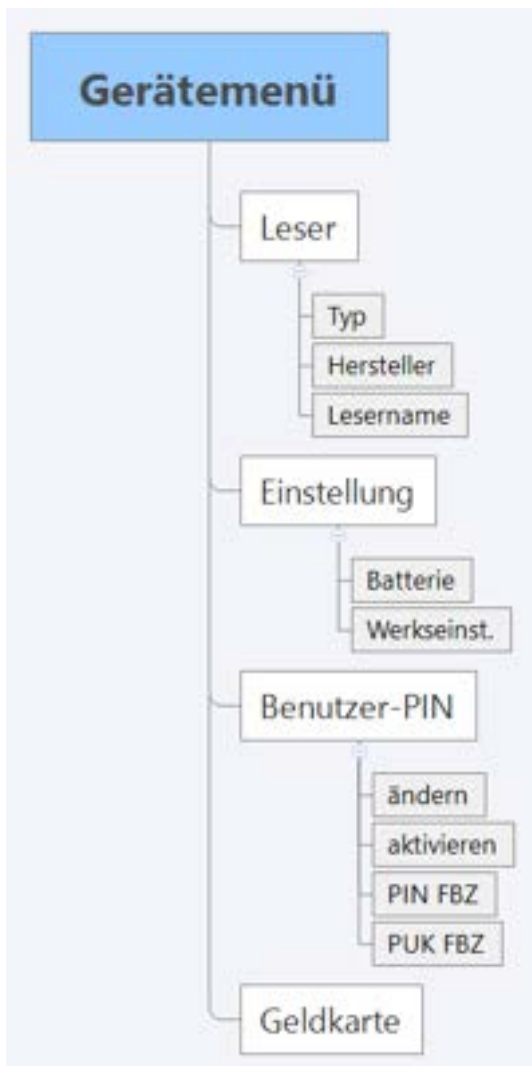 Gerätemenü
Leser
Typ
Hersteller
Lesername
Einstellung
Batterie
Werkseinst.
Benutzer-PIN
ändern
aktivieren
PIN FBZ
PUK FBZ
Geldkarte